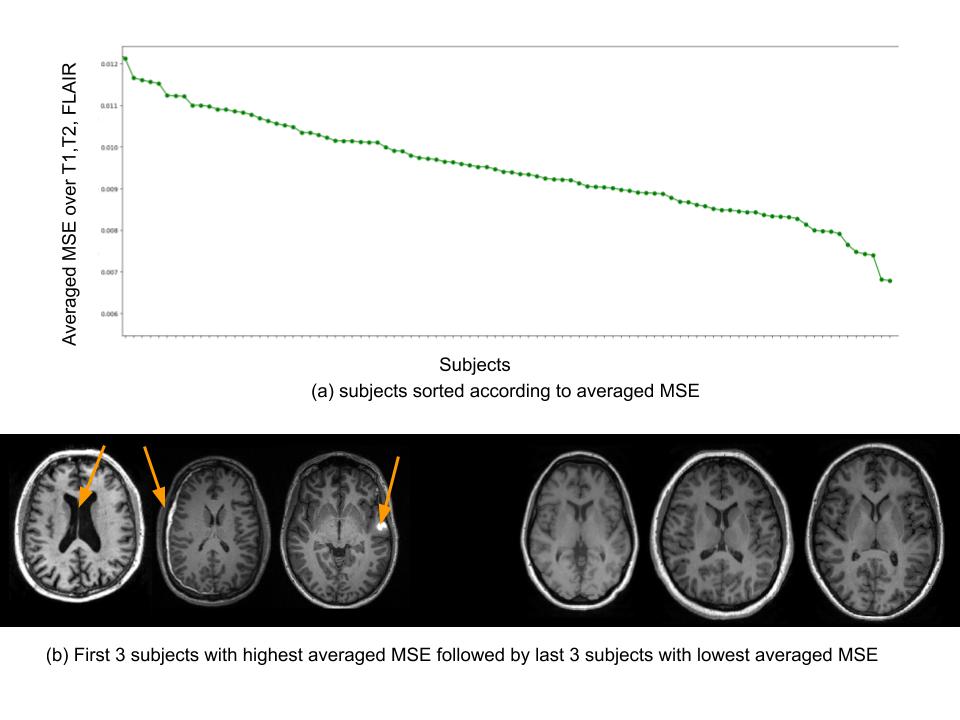 Averaged MSE over T1,T2, FLAIR
0.012
0.011
0.010
0.009
0.008
0.007
0.006
Subjects
(a) subjects sorted according to averaged MSE
(b) First 3 subjects with highest averaged MSE followed by last 3 subjects with lowest averaged MSE